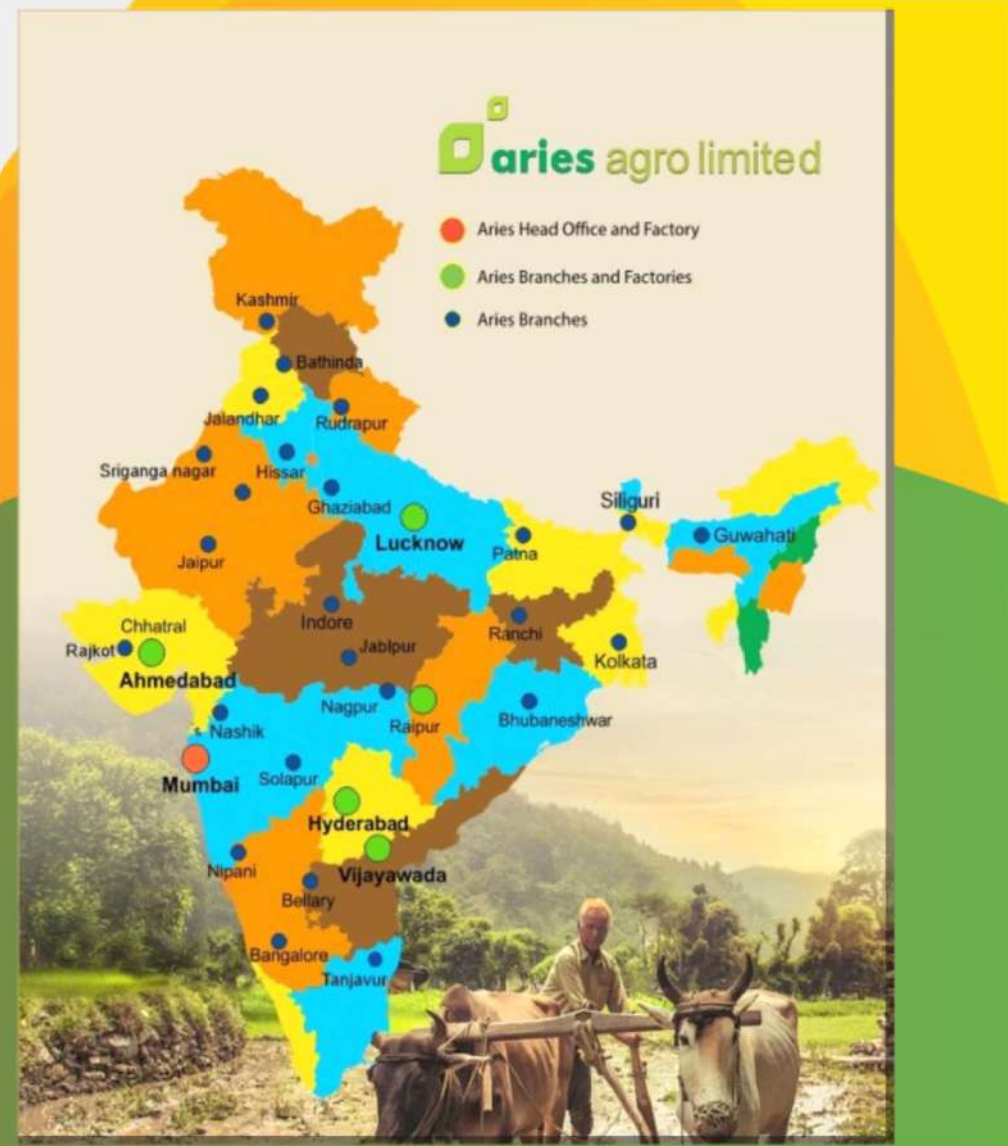 aries agro limited
Aries Head Office and Factory
Aries Branches and Factories
Aries Branches
Kashmir
Bathinda
Jalandhar
Rudrapur
Sriganga nagar
Hissar
Ghaziabad
Siliguri
Lucknow
Patna
Guwahati
Jaipur
Chhatral
Indore
Ranchi
Rajkot
Jablpur
Kolkata
Ahmedabad
Nagpur
Raipur
Bhubaneshwar
Nashik
Mumbai
Solapur
Hyderabad
Nipani
Vijayawada
Bellary
Bangalore
Tanjavur